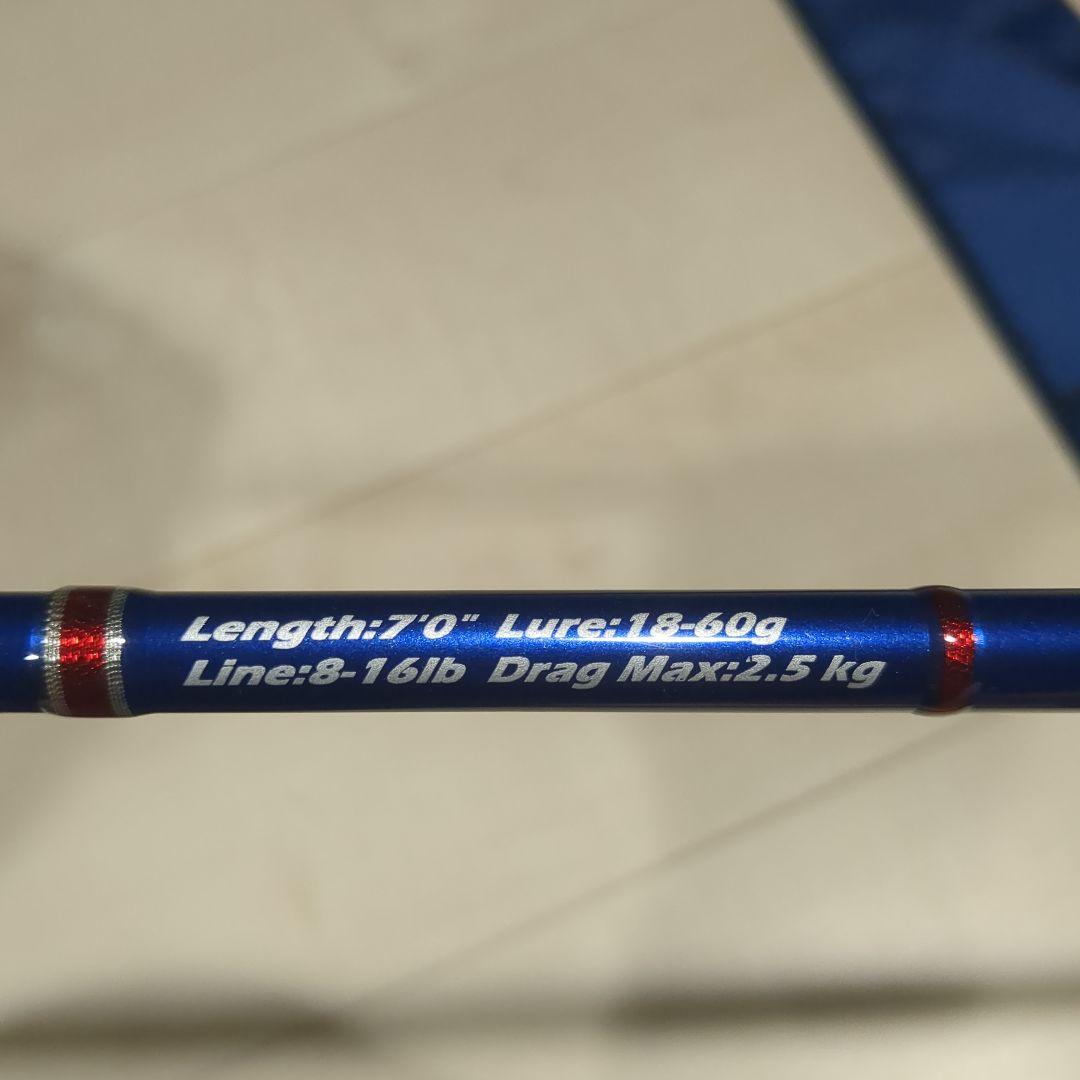 Length:7'0" Lure:18-60g
Line:8-16lb Drag Max:2.5 kg